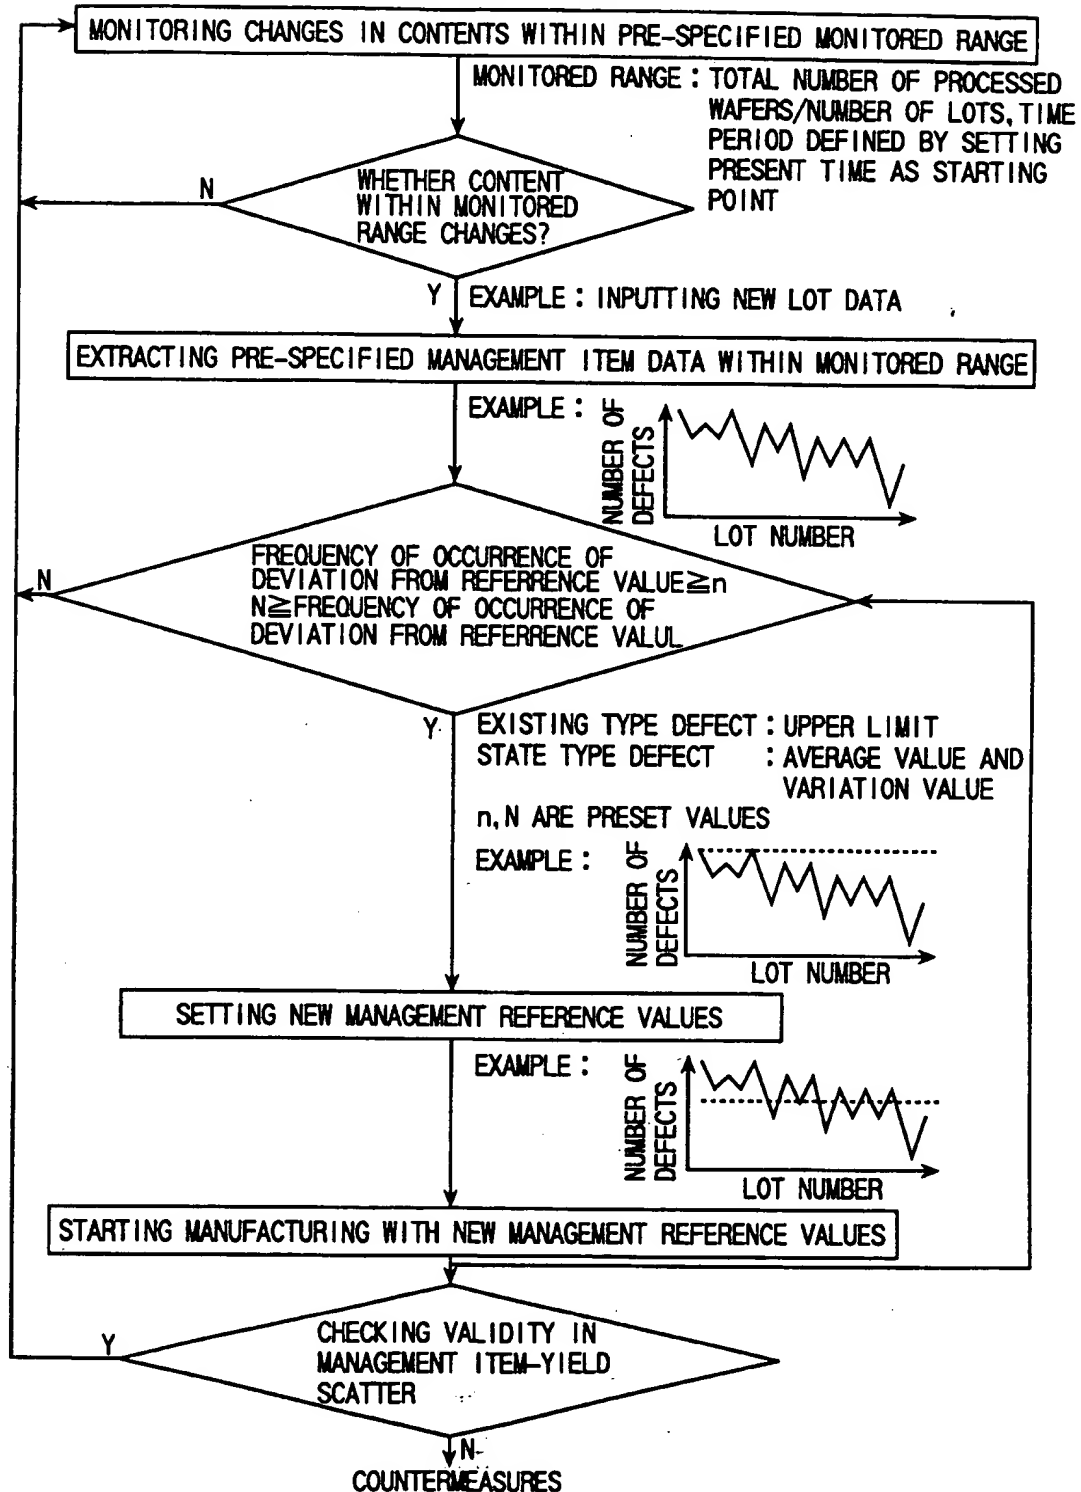 MONITORING CHANGES IN CONTENTS WITHIN PRE-SPECIFIED MONITORED RANGE
MONITORED RANGE : TOTAL NUMBER OF PROCESSED
WAFERS/NUMBER OF LOTS, TIME
PERIOD DEFINED BY SETTING
PRESENT TIME AS STARTING
POINT
N
WHETHER CONTENT
WITHIN MONITORED
RANGE CHANGES?
Y
EXAMPLE : INPUTTING NEW LOT DATA
EXTRACTING PRE-SPECIFIED MANAGEMENT ITEM DATA WITHIN MONITORED RANGE
EXAMPLE :
NUMBER OF
DEFECTS
LOT NUMBER
N
FREQUENCY OF OCCURRENCE OF
DEVIATION FROM REFERRENCE VALUE≧n
N≧FREQUENCY OF OCCURRENCE OF
DEVIATION FROM REFERRENCE VALUL
Y
EXISTING TYPE DEFECT : UPPER LIMIT
STATE TYPE DEFECT : AVERAGE VALUE AND
VARIATION VALUE
n, N ARE PRESET VALUES
EXAMPLE :
NUMBER OF
DEFECTS
LOT NUMBER
SETTING NEW MANAGEMENT REFERENCE VALUES
EXAMPLE :
NUMBER OF
DEFECTS
LOT NUMBER
STARTING MANUFACTURING WITH NEW MANAGEMENT REFERENCE VALUES
Y
CHECKING VALIDITY IN
MANAGEMENT ITEM-YIELD
SCATTER
N
COUNTERMEASURES